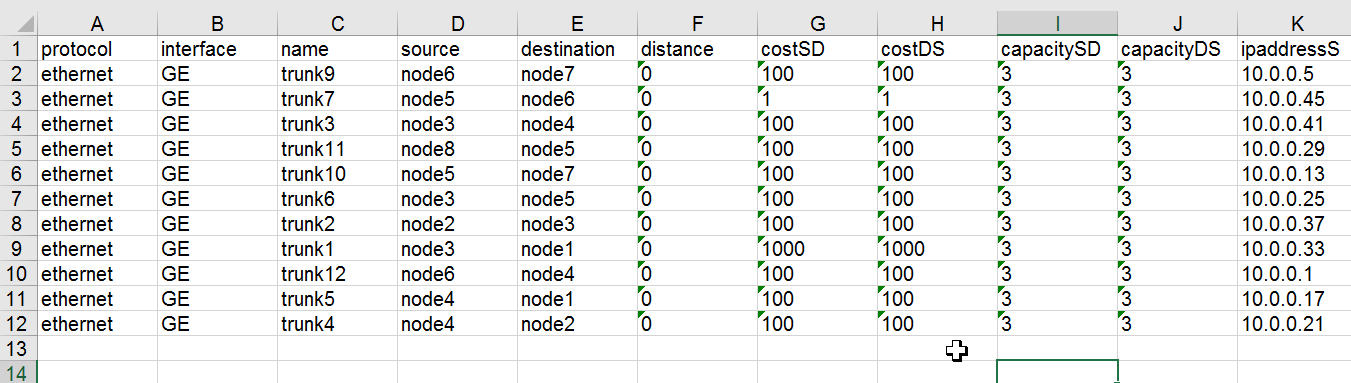 A B C D E F G H I J K
1 protocol interface name source destination distance costSD costDS capacitySD capacityDS ipaddressS
2 ethernet GE trunk9 node6 node7 0 100 100 3 3 10.0.0.5
3 ethernet GE trunk7 node5 node6 0 1 1 3 3 10.0.0.45
4 ethernet GE trunk3 node3 node4 0 100 100 3 3 10.0.0.41
5 ethernet GE trunk11 node8 node5 0 100 100 3 3 10.0.0.29
6 ethernet GE trunk10 node5 node7 0 100 100 3 3 10.0.0.13
7 ethernet GE trunk6 node3 node5 0 100 100 3 3 10.0.0.25
8 ethernet GE trunk2 node2 node3 0 100 100 3 3 10.0.0.37
9 ethernet GE trunk1 node3 node1 0 1000 1000 3 3 10.0.0.33
10 ethernet GE trunk12 node6 node4 0 100 100 3 3 10.0.0.1
11 ethernet GE trunk5 node4 node1 0 100 100 3 3 10.0.0.17
12 ethernet GE trunk4 node4 node2 0 100 100 3 3 10.0.0.21
13
14